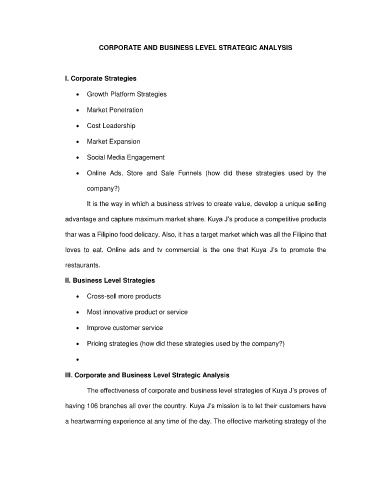 CORPORATE AND BUSINESS LEVEL STRATEGIC ANALYSIS
I. Corporate Strategies
• Growth Platform Strategies
• Market Penetration
• Cost Leadership
• Market Expansion
• Social Media Engagement
• Online Ads, Store and Sale Funnels (how did these strategies used by the
company?)
It is the way in which a business strives to create value, develop a unique selling
advantage and capture maximum market share. Kuya J's produce a competitive products
thar was a Filipino food delicacy. Also, it has a target market which was all the Filipino that
loves to eat. Online ads and tv commercial is the one that Kuya J's to promote the
restaurants.
II. Business Level Strategies
• Cross-sell more products
• Most innovative product or service
• Improve customer service
• Pricing strategies (how did these strategies used by the company?)
•
III. Corporate and Business Level Strategic Analysis
The effectiveness of corporate and business level strategies of Kuya J's proves of
having 106 branches all over the country. Kuya J's mission is to let their customers have
a heartwarming experience at any time of the day. The effective marketing strategy of the